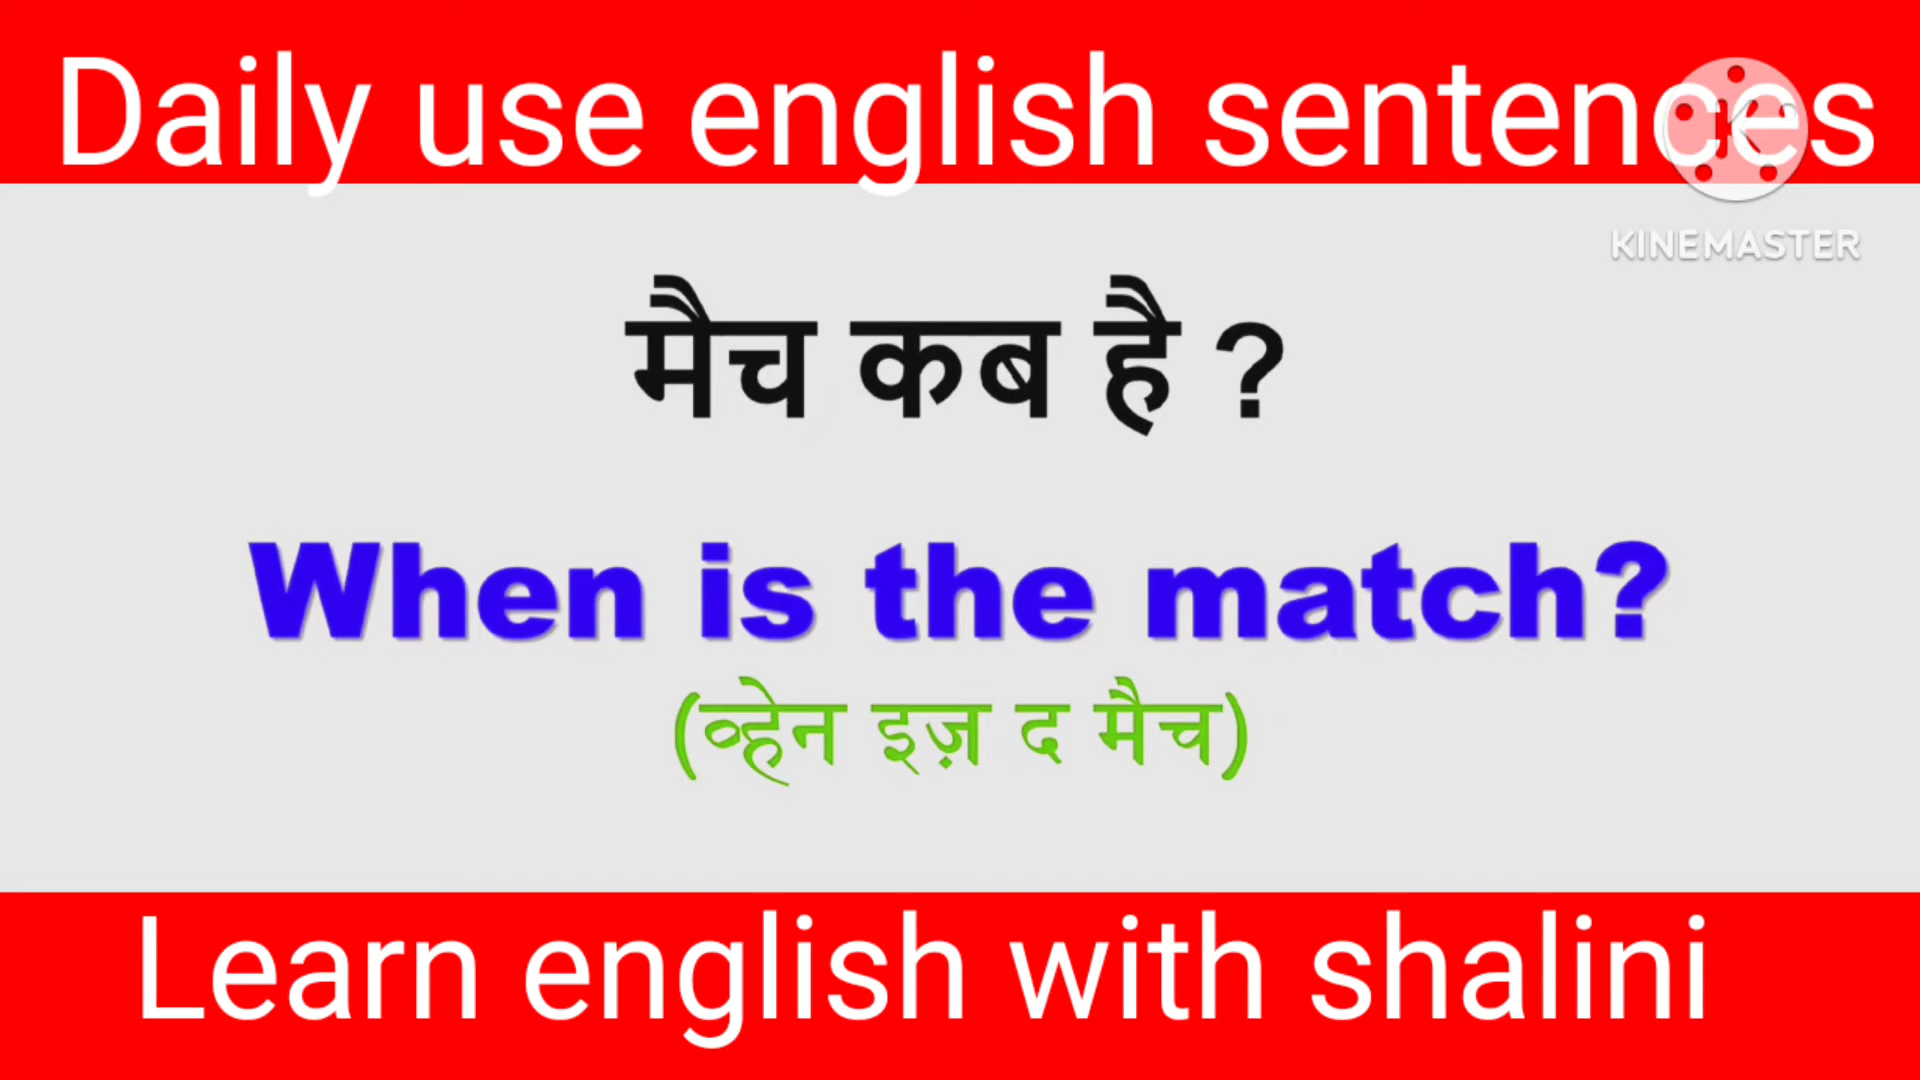 Daily use english sentences
KINEMASTER
मैच कब है ?
When is the match?
(व्हेन इज़ द मैच)
Learn english with shalini